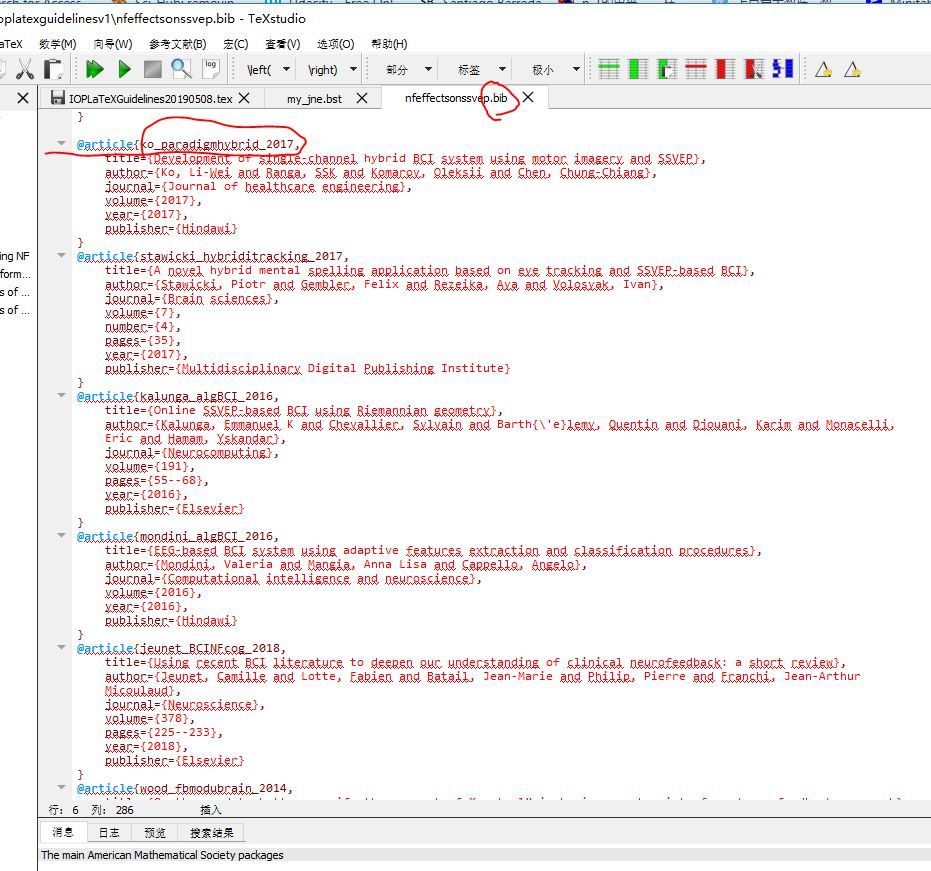 oplatexguidelinesv1\nfeffectsonssvep.bib - TeXstudio
aTeX 数学(M) 向导(W) 参考文献(B) 宏(C) 查看(V) 选项(O) 帮助(H)
log \left( \right) 部分 标签 极小
IOPLaTeXGuidelines20190508.tex my_jne.bst nfeffectsonssvep.bib
}
@article{ko_paradigmhybrid_2017,
title={Development of single-channel hybrid BCI system using motor imagery and SSVEP},
author={Ko, Li-Wei and Ranga, SSK and Komarov, Oleksii and Chen, Chung-Chiang},
journal={Journal of healthcare engineering},
volume={2017},
year={2017},
publisher={Hindawi}
}
@article{stawicki_hybriditracking_2017,
title={A novel hybrid mental spelling application based on eye tracking and SSVEP-based BCI},
author={Stawicki, Piotr and Gembler, Felix and Rezeika, Aya and Volosyak, Ivan},
journal={Brain sciences},
volume={7},
number={4},
pages={35},
year={2017},
publisher={Multidisciplinary Digital Publishing Institute}
}
@article{kalunga_algBCI_2016,
title={Online SSVEP-based BCI using Riemannian geometry},
author={Kalunga, Emmanuel K and Chevallier, Sylvain and Barth{\'e}lemy, Quentin and Djouani, Karim and Monacelli,
Eric and Hamam, Yskandar},
journal={Neurocomputing},
volume={191},
pages={55--68},
year={2016},
publisher={Elsevier}
}
@article{mondini_algBCI_2016,
title={EEG-based BCI system using adaptive features extraction and classification procedures},
author={Mondini, Valeria and Mangia, Anna Lisa and Cappello, Angelo},
journal={Computational intelligence and neuroscience},
volume={2016},
year={2016},
publisher={Hindawi}
}
@article{jeunet_BCINFcog_2018,
title={Using recent BCI literature to deepen our understanding of clinical neurofeedback: a short review},
author={Jeunet, Camille and Lotte, Fabien and Batail, Jean-Marie and Philip, Pierre and Franchi, Jean-Arthur
Micoulaud},
journal={Neuroscience},
volume={378},
pages={225--233},
year={2018},
publisher={Elsevier}
}
@article{wood_fbmodubrain_2014,
ing NF
form...
s of ...
s of ...
行: 6 列: 286 插入
消息 日志 预览 搜索结果
The main American Mathematical Society packages